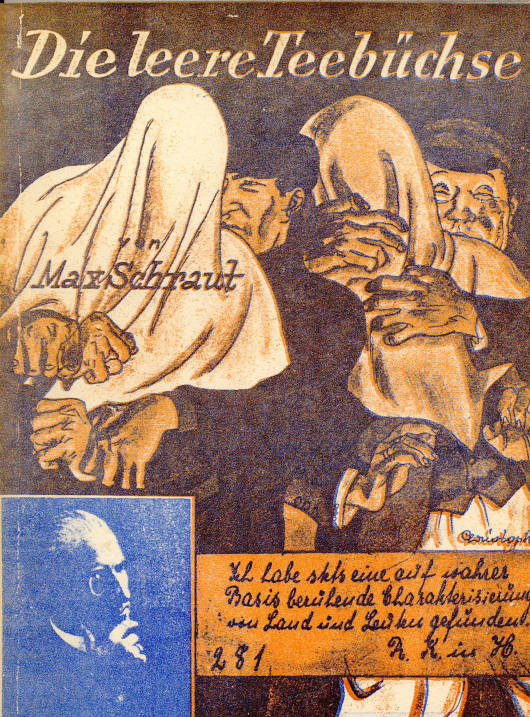 Die leere Teebüchse
von
Max Schraut
Christoph
Ich habe stets eine auf wahrer
Basis beruhende Charakterisierung
von Land und Leuten gefunden.
R. K. in H.
281